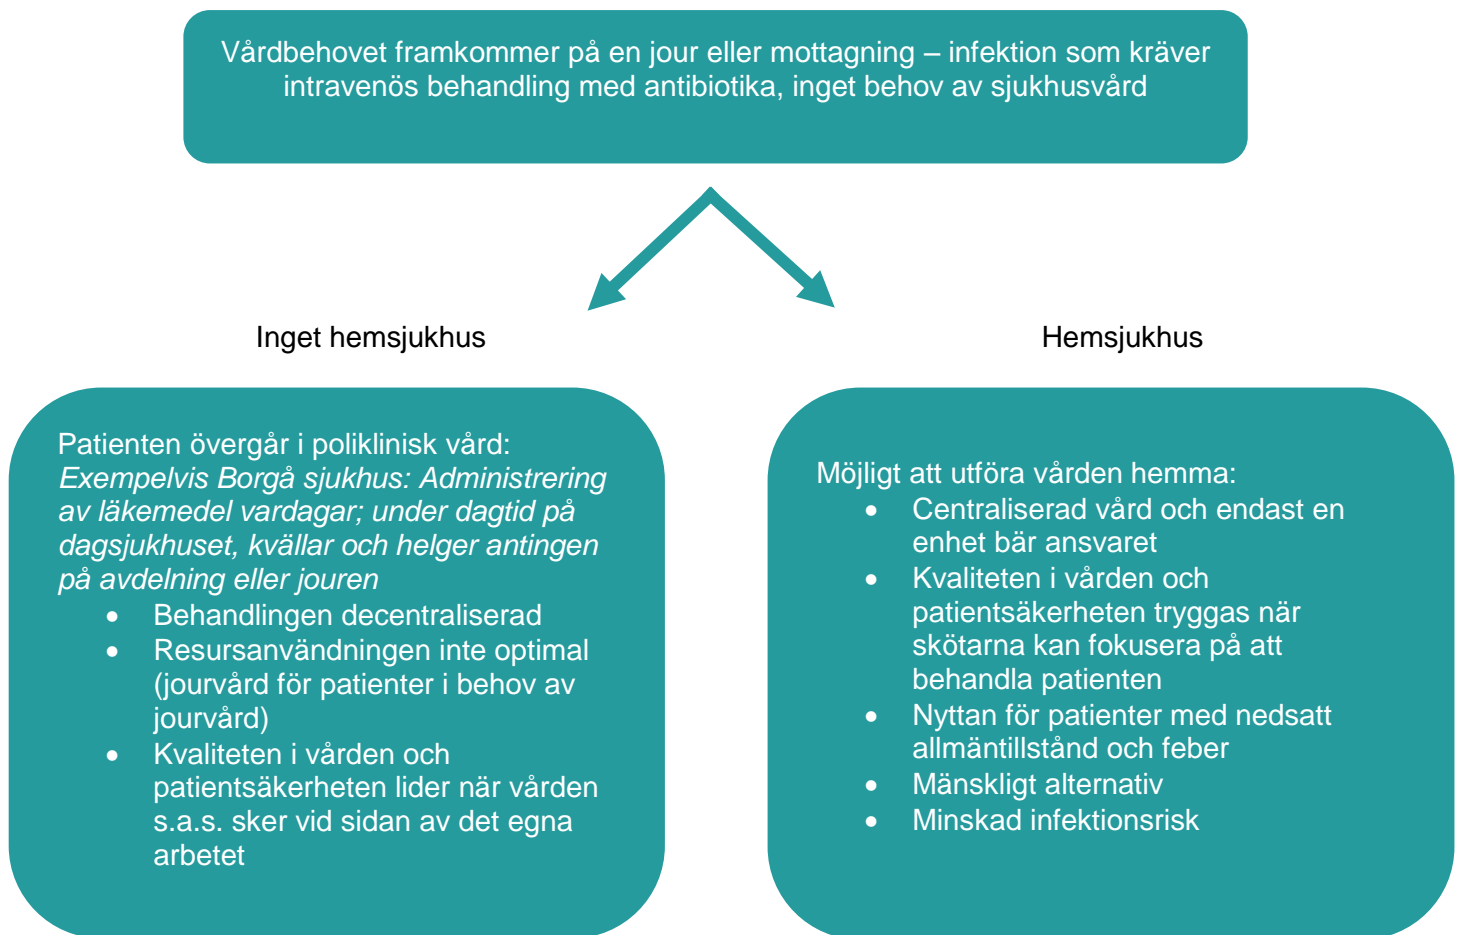 Vårdbehovet framkommer på en jour eller mottagning – infektion som kräver
intravenös behandling med antibiotika, inget behov av sjukhusvård
Inget hemsjukhus
Patienten övergår i poliklinisk vård:
Exempelvis Borgå sjukhus: Administrering
av läkemedel vardagar; under dagtid på
dagsjukhuset, kvällar och helger antingen
på avdelning eller jouren
• Behandlingen decentraliserad
• Resursanvändningen inte optimal
(jourvård för patienter i behov av
jourvård)
• Kvaliteten i vården och
patientsäkerheten lider när vården
s.a.s. sker vid sidan av det egna
arbetet
Hemsjukhus
Möjligt att utföra vården hemma:
• Centraliserad vård och endast en
enhet bär ansvaret
• Kvaliteten i vården och
patientsäkerheten tryggas när
skötarna kan fokusera på att
behandla patienten
• Nyttan för patienter med nedsatt
allmäntillstånd och feber
• Mänskligt alternativ
• Minskad infektionsrisk